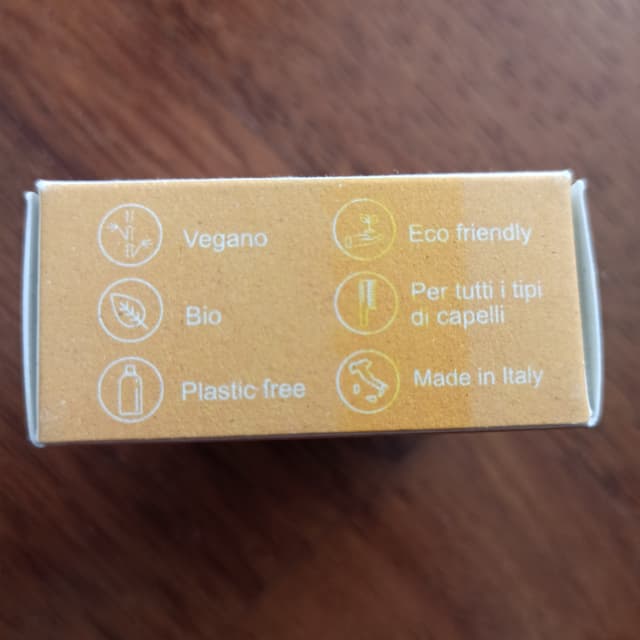 Vegano
Bio
Plastic free
Eco friendly
Per tutti i tipi
di capelli
Made in Italy